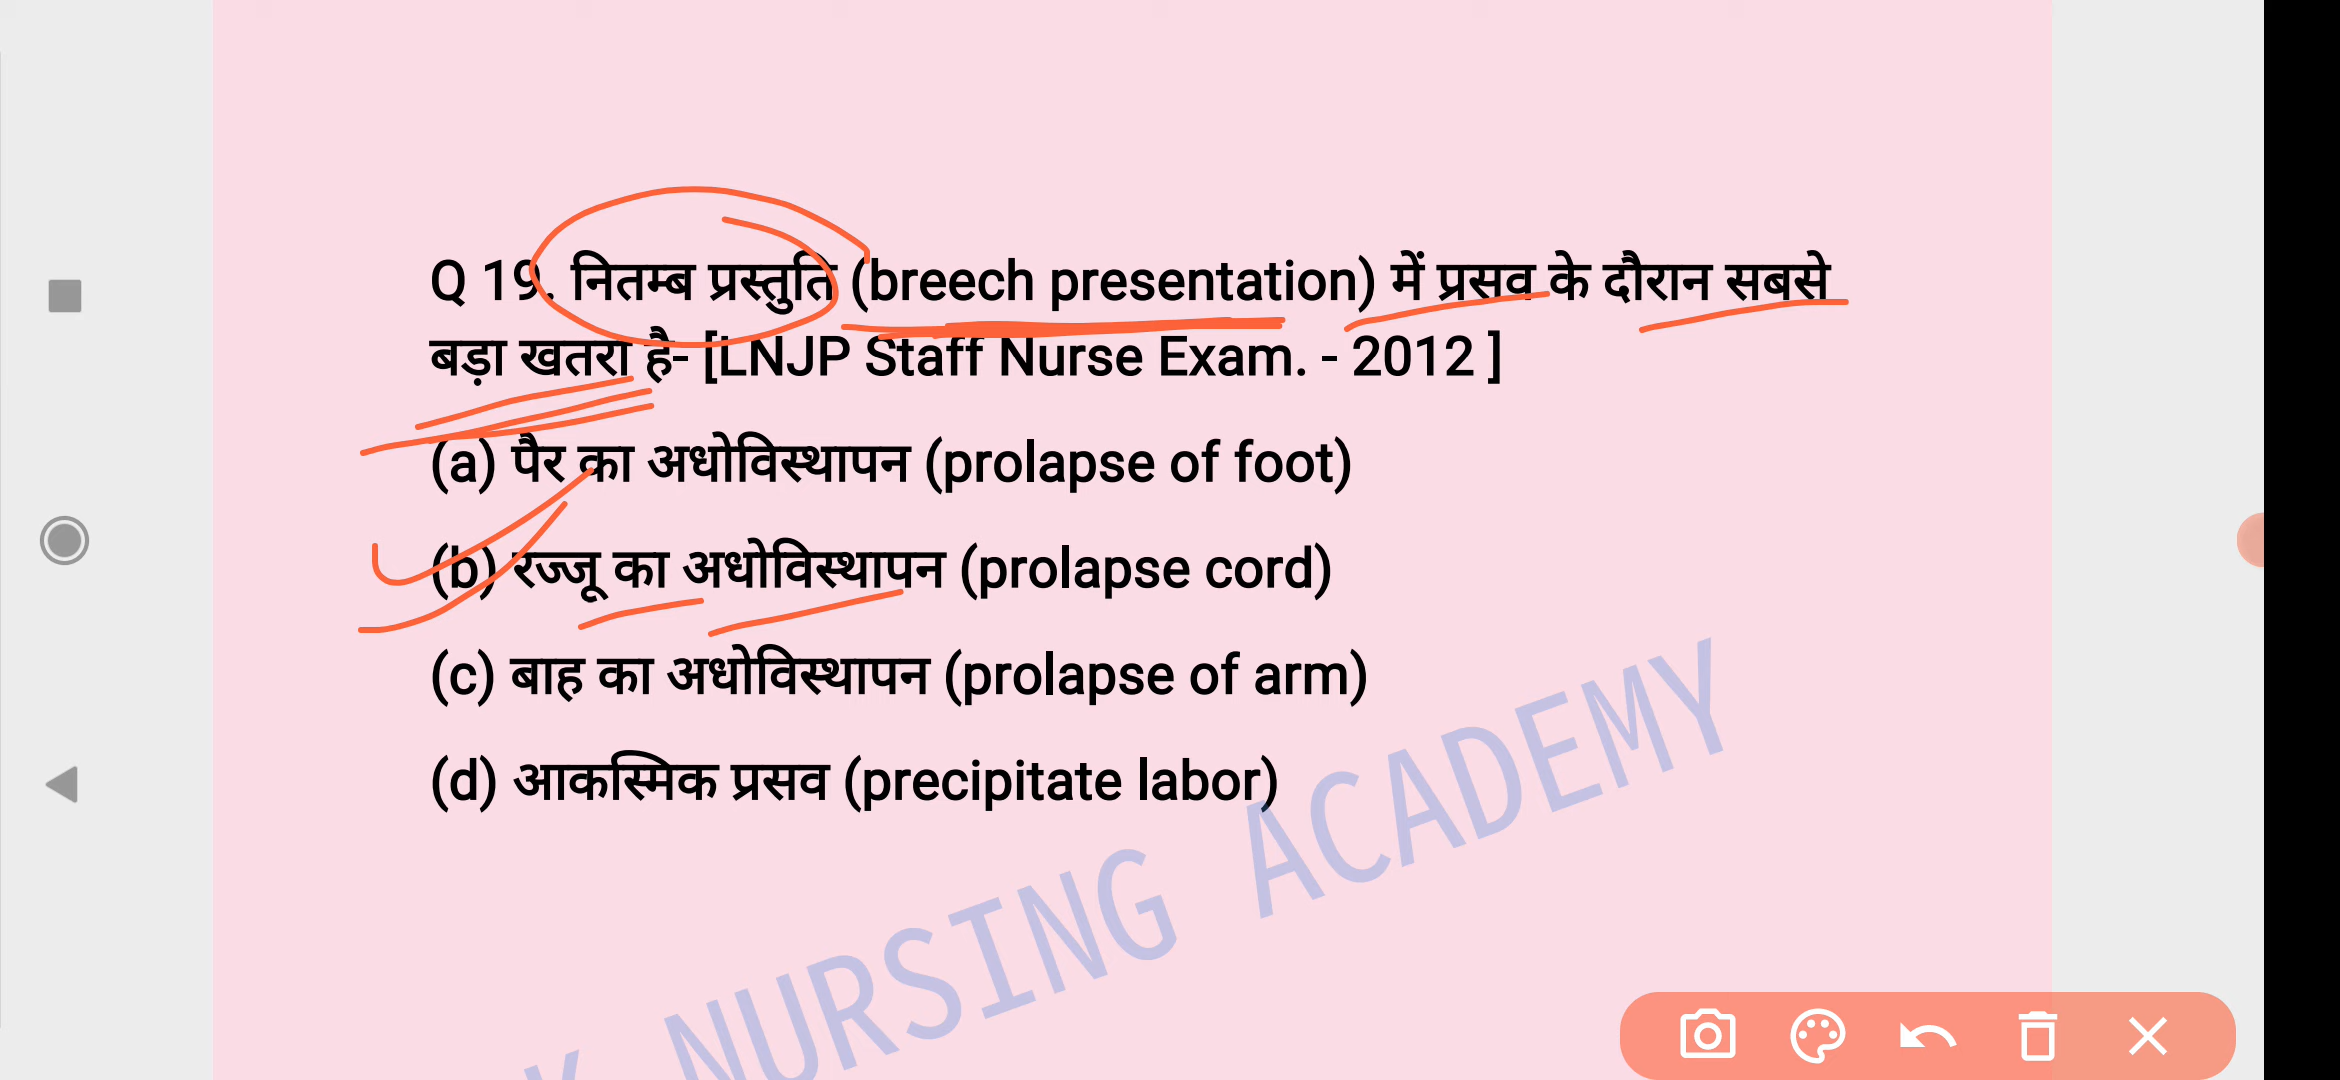 Q 19. नितम्ब प्रस्तुति (breech presentation) में प्रसव के दौरान सबसे
बड़ा खतरा है- [LNJP Staff Nurse Exam. - 2012 ]
(a) पैर का अधोविस्थापन (prolapse of foot)
(b) रज्जू का अधोविस्थापन (prolapse cord)
(c) बाह का अधोविस्थापन (prolapse of arm)
(d) आकस्मिक प्रसव (precipitate labor)
K NURSING ACADEMY